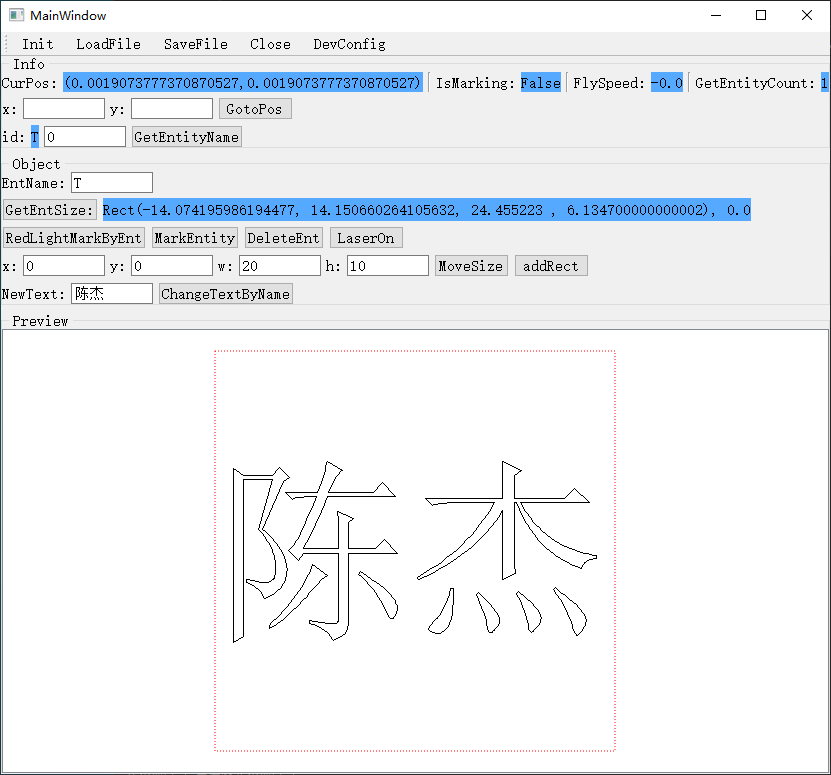 MainWindow
Init LoadFile SaveFile Close DevConfig
Info
CurPos: (0.0019073777370870527,0.0019073777370870527) IsMarking: False FlySpeed: -0.0 GetEntityCount: 1
x: y: GotoPos
id: T 0 GetEntityName
Object
EntName: T
GetEntSize: Rect(-14.074195986194477, 14.150660264105632, 24.455223 , 6.134700000000002), 0.0
RedLightMarkByEnt MarkEntity DeleteEnt LaserOn
x: 0 y: 0 w: 20 h: 10 MoveSize addRect
NewText: 陈杰 ChangeTextByName
Preview
陈杰